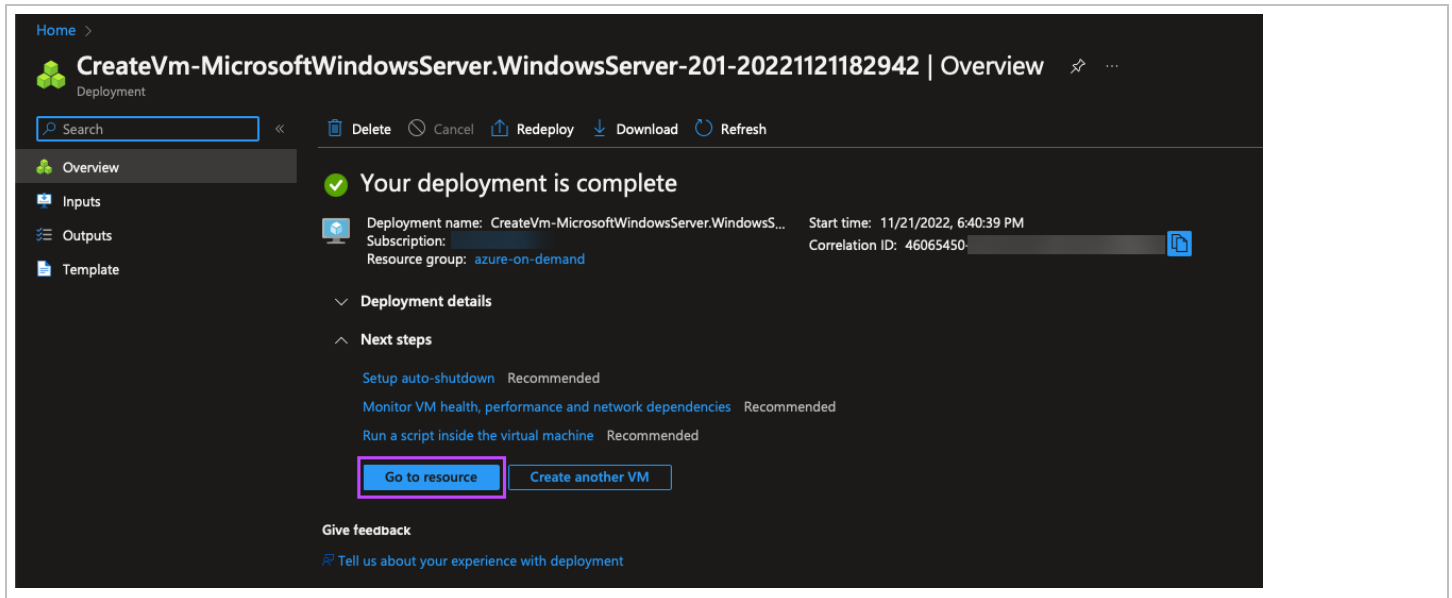 Home >
CreateVm-MicrosoftWindowsServer.WindowsServer-201-20221121182942 | Overview
Deployment
Search
Delete Cancel Redeploy Download Refresh
Overview
Inputs
Outputs
Template
Your deployment is complete
Deployment name: CreateVm-MicrosoftWindowsServer.WindowsS...
Subscription:
Resource group: azure-on-demand
Start time: 11/21/2022, 6:40:39 PM
Correlation ID: 46065450-
Deployment details
Next steps
Setup auto-shutdown Recommended
Monitor VM health, performance and network dependencies Recommended
Run a script inside the virtual machine Recommended
Go to resource Create another VM
Give feedback
Tell us about your experience with deployment